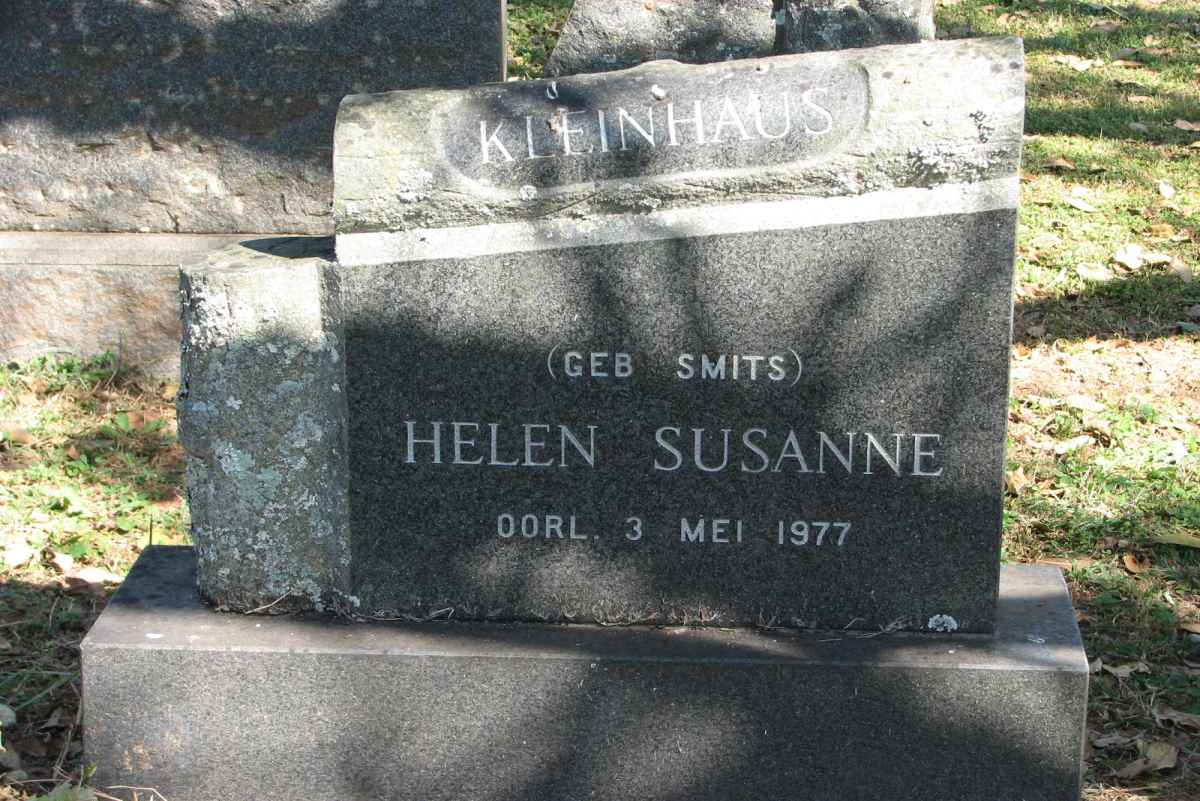 KLEINHAUS
(GEB SMITS)
HELEN SUSANNE
OORL. 3 MEI 1977